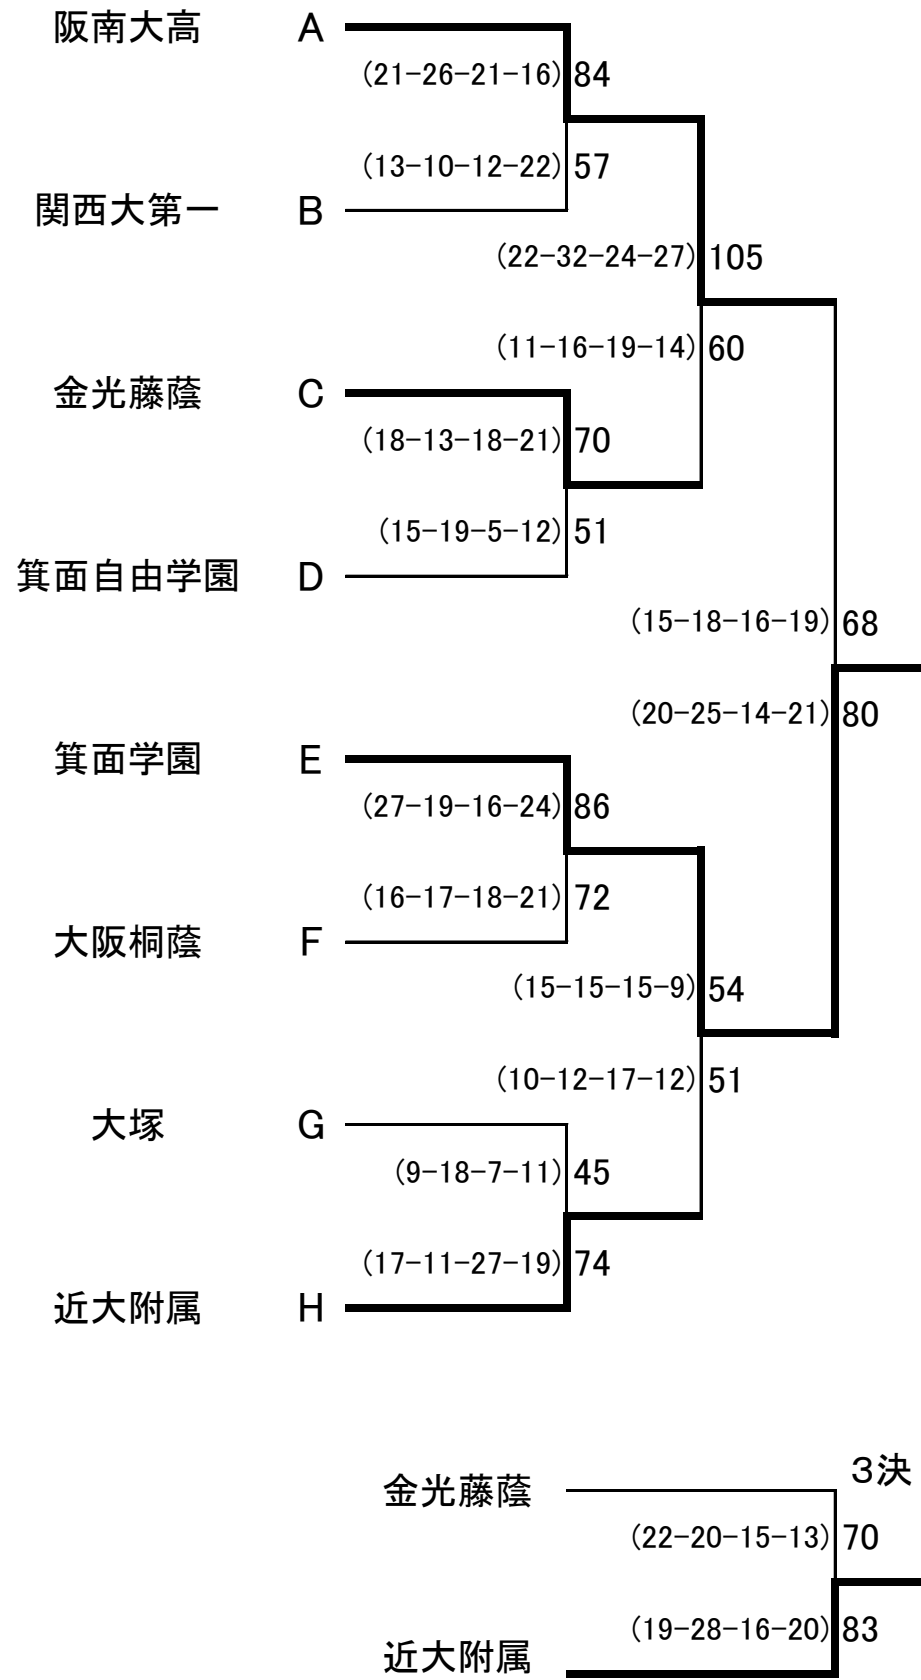 阪南大高 A
(21-26-21-16) 84
(13-10-12-22) 57
関西大第一 B
(22-32-24-27) 105
(11-16-19-14) 60
金光藤蔭 C
(18-13-18-21) 70
(15-19-5-12) 51
箕面自由学園 D
(15-18-16-19) 68
(20-25-14-21) 80
箕面学園 E
(27-19-16-24) 86
(16-17-18-21) 72
大阪桐蔭 F
(15-15-15-9) 54
(10-12-17-12) 51
大塚 G
(9-18-7-11) 45
(17-11-27-19) 74
近大附属 H
3決
金光藤蔭
(22-20-15-13) 70
(19-28-16-20) 83
近大附属